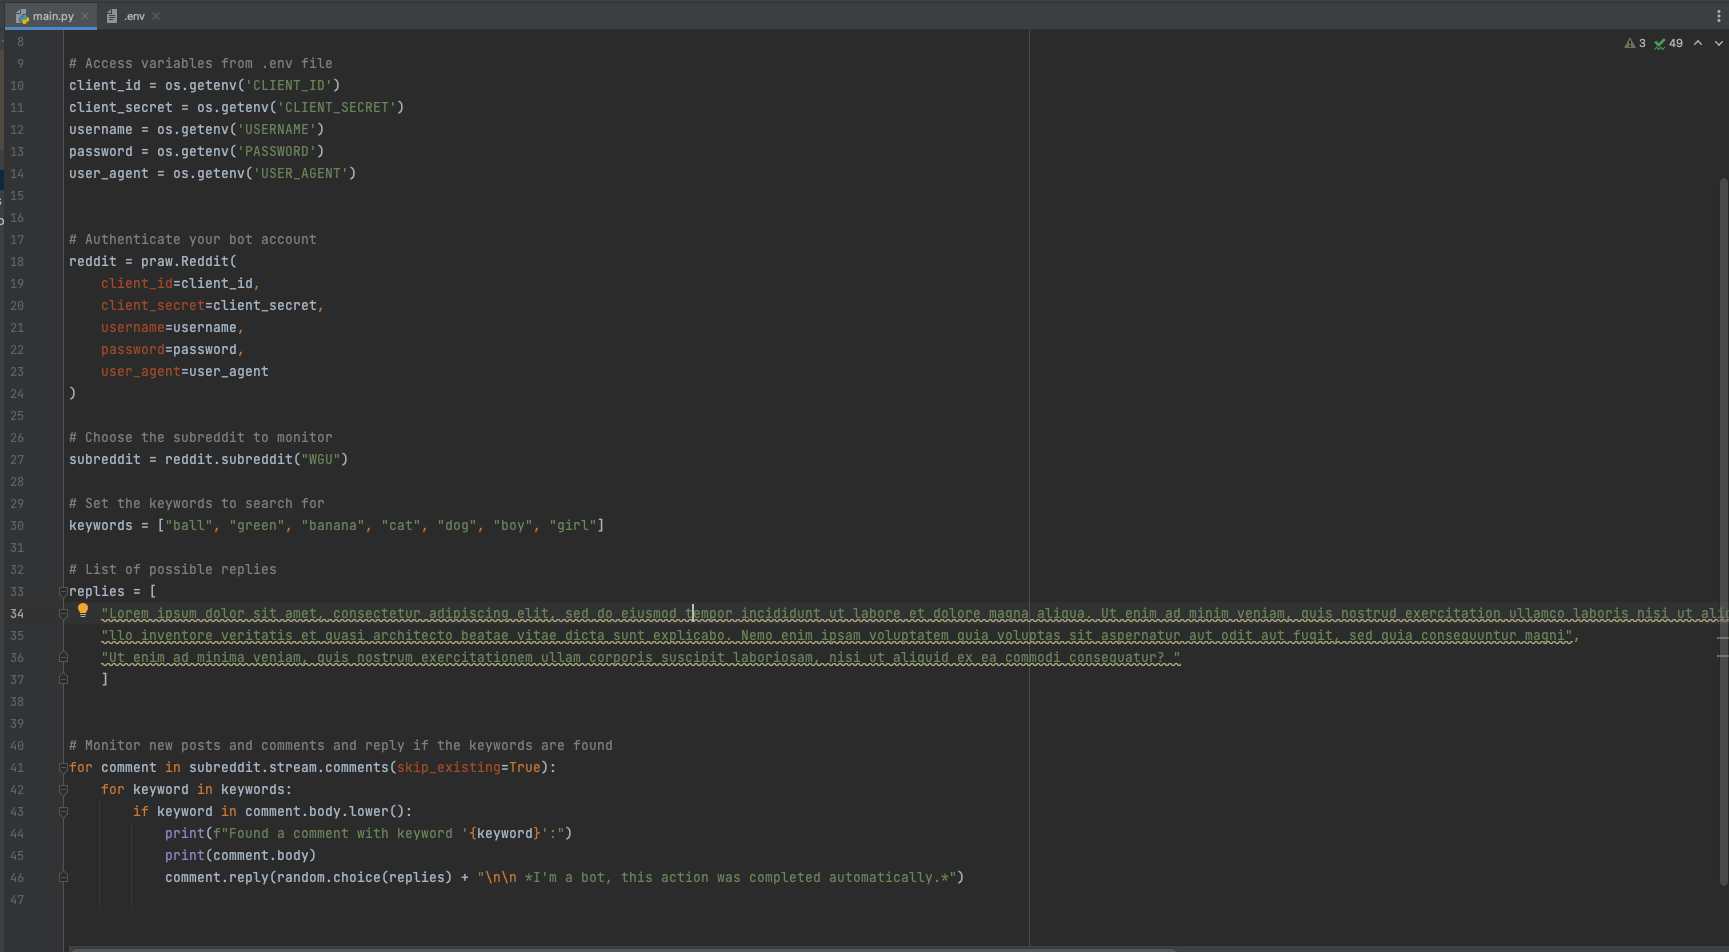 main.py
.env
3 49
8
9 # Access variables from .env file
10 client_id = os.getenv('CLIENT_ID')
11 client_secret = os.getenv('CLIENT_SECRET')
12 username = os.getenv('USERNAME')
13 password = os.getenv('PASSWORD')
14 user_agent = os.getenv('USER_AGENT')
15
16
17 # Authenticate your bot account
18 reddit = praw.Reddit(
19     client_id=client_id,
20     client_secret=client_secret,
21     username=username,
22     password=password,
23     user_agent=user_agent
24 )
25
26 # Choose the subreddit to monitor
27 subreddit = reddit.subreddit("WGU")
28
29 # Set the keywords to search for
30 keywords = ["ball", "green", "banana", "cat", "dog", "boy", "girl"]
31
32 # List of possible replies
33 replies = [
34     "Lorem ipsum dolor sit amet, consectetur adipiscing elit, sed do eiusmod tempor incididunt ut labore et dolore magna aliqua. Ut enim ad minim veniam, quis nostrud exercitation ullamco laboris nisi ut
35     "llo inventore veritatis et quasi architecto beatae vitae dicta sunt explicabo. Nemo enim ipsam voluptatem quia voluptas sit aspernatur aut odit aut fugit, sed quia consequuntur magni",
36     "Ut enim ad minima veniam, quis nostrum exercitationem ullam corporis suscipit laboriosam, nisi ut aliquid ex ea commodi consequatur? "
37     ]
38
39
40 # Monitor new posts and comments and reply if the keywords are found
41 for comment in subreddit.stream.comments(skip_existing=True):
42     for keyword in keywords:
43         if keyword in comment.body.lower():
44             print(f"Found a comment with keyword '{keyword}':")
45             print(comment.body)
46             comment.reply(random.choice(replies) + "\n\n *I'm a bot, this action was completed automatically.*")
47